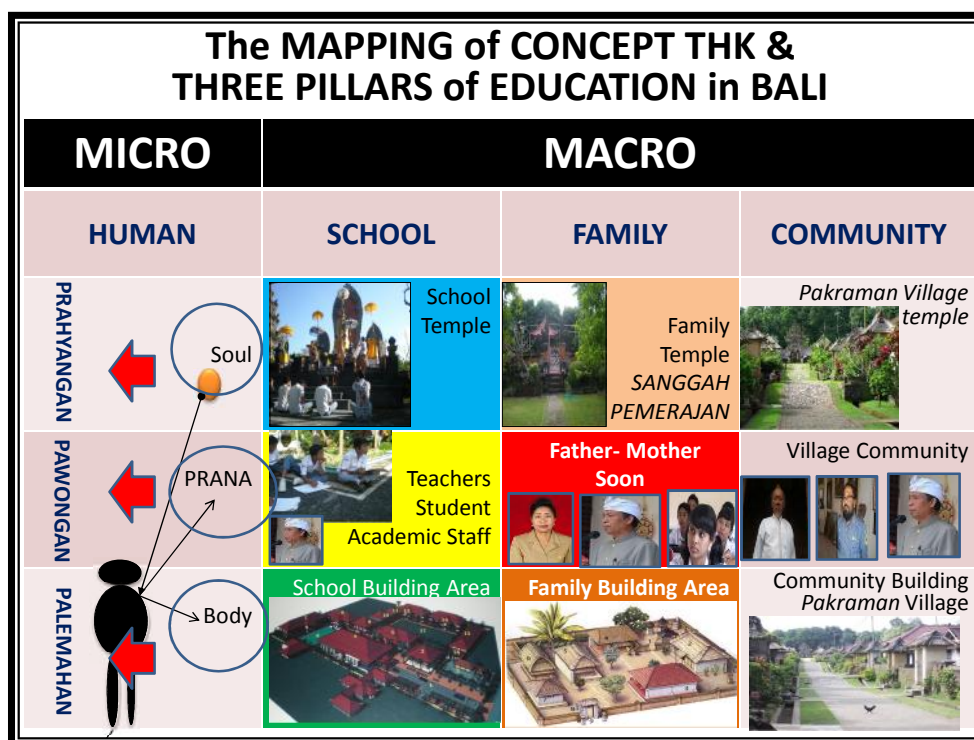 The MAPPING of CONCEPT THK &
THREE PILLARS of EDUCATION in BALI
MICRO
MACRO
HUMAN
SCHOOL
FAMILY
COMMUNITY
PRAHYANGAN
Soul
School
Temple
Family
Temple
SANGGAH
PEMERAJAN
Pakraman Village
temple
PAWONGAN
PRANA
Teachers
Student
Academic Staff
Father- Mother
Soon
Village Community
PALEMAHAN
Body
School Building Area
Family Building Area
Community Building
Pakraman Village